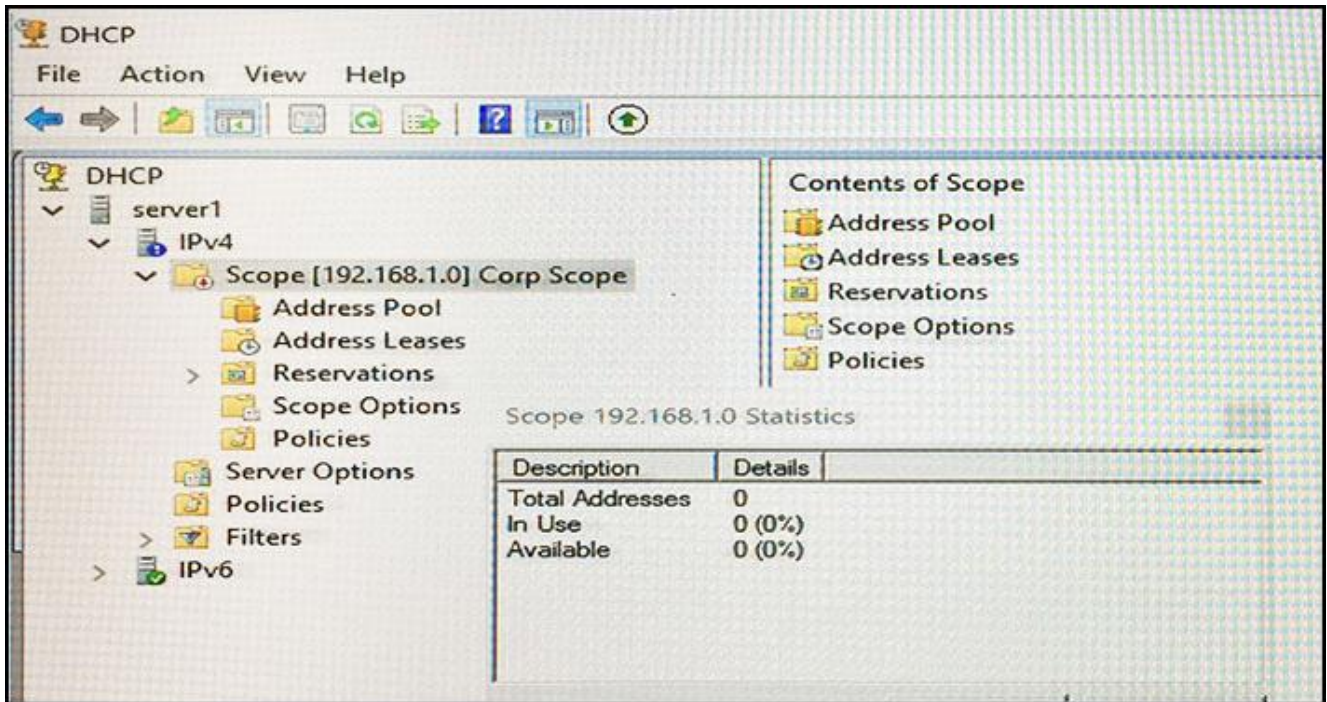 DHCP
File Action View Help
DHCP
server1
IPv4
Scope [192.168.1.0] Corp Scope
Address Pool
Address Leases
Reservations
Scope Options
Policies
Server Options
Policies
Filters
IPv6
Contents of Scope
Address Pool
Address Leases
Reservations
Scope Options
Policies
Scope 192.168.1.0 Statistics
Description Details
Total Addresses 0
In Use 0 (0%)
Available 0 (0%)